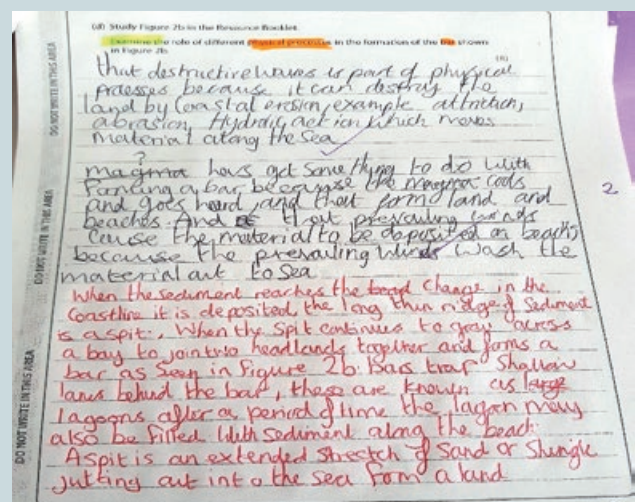 (d) Study Figure 2b in the Resource Booklet.
Examine the role of different physical processes in the formation of the bar shown
in Figure 2b.
(8)
that destructive waves is part of physical
processes because it can destroy the
land by Coastal erosion, example attrition,
abrasion, Hydralic action which moves
material along the Sea
?
magma havs got Something to do with
Forming a bar because the magma cools
and goes heard, and that forms land and
beaches. And that prevailing winds
Cause the material to be deposited on beach,
because the prevailing winds wash the
material out to Sea
2
When the sediment reaches the change in the
Coastline it is deposited, the long thin ridge of Sediment
is a spit. When the Spit continues to grow across
a bay to join two headlands together and forms a
bar as Seen in Figure 2b. Bars trap Shallow
behind the bar, these are known as
Lagoons after a period of time the lagoon may
also be filled with Sediment along the beach.
A spit is an extended stretch of Sand or Shingle
Jutting out into the Sea from a land
DO NOT WRITE IN THIS AREA
DO NOT WRITE IN THIS AREA
DO NOT WRITE IN THIS AREA